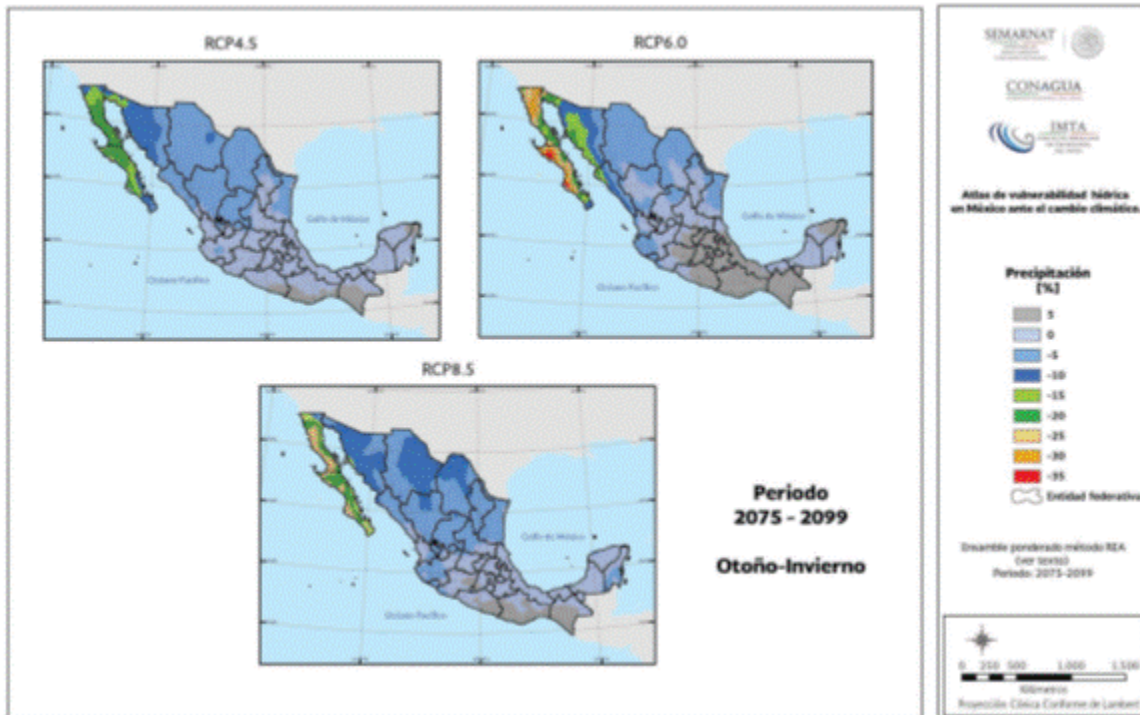 RCP4.5
RCP6.0
Golfo de México
Océano Pacífico
Golfo de México
Océano Pacífico
RCP8.5
Golfo de México
Océano Pacífico
Periodo
2075 – 2099
Otoño-Invierno
SEMARNAT
CONAGUA
IMTA
Atlas de vulnerabilidad hídrica
en México ante el cambio climático.
Precipitación
[%]
5
0
-5
-10
-15
-20
-25
-30
-35
Entidad federativa
Ensamble ponderado método REA
(ver texto)
Periodo: 2075-2099
0 250 500 1,000 1,500
Kilómetros
Proyección Cónica Conforme de Lambert